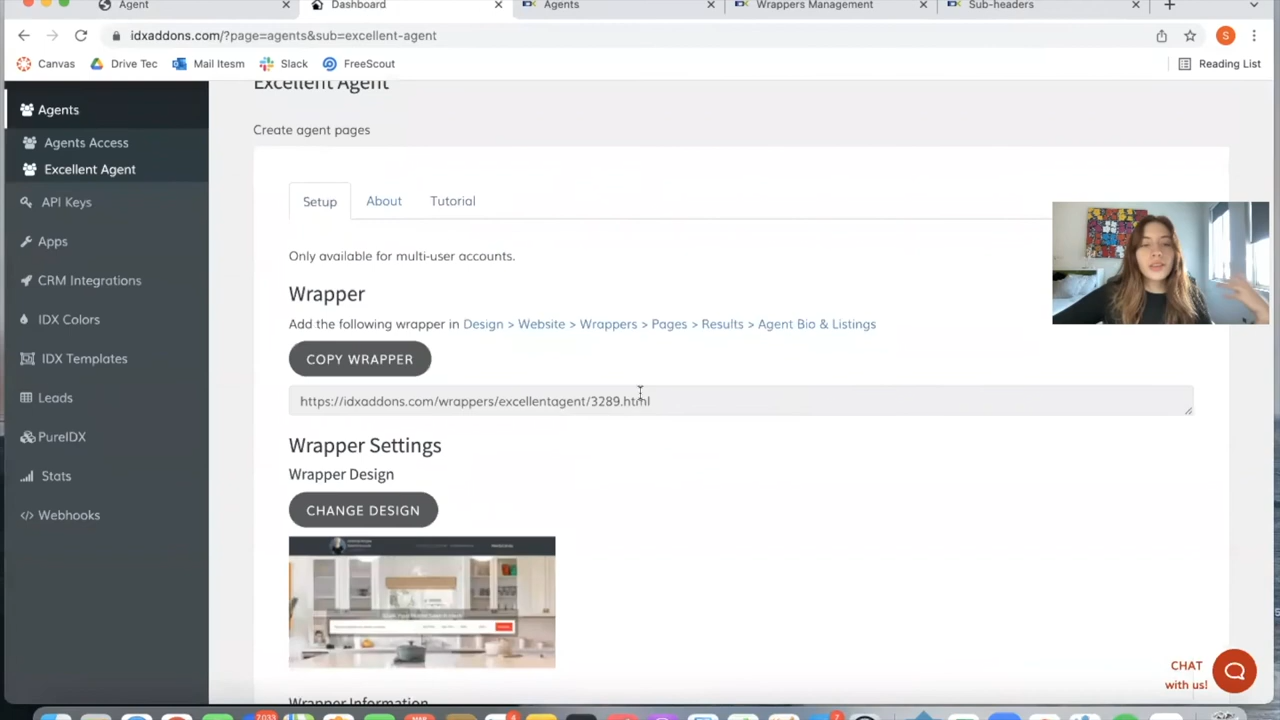 Agent
Dashboard
Agents
Wrappers Management
Sub-headers
idxaddons.com/?page=agents&sub=excellent-agent
S
Canvas
Drive Tec
Mail Itesm
Slack
FreeScout
Reading List
Agents
Agents Access
Excellent Agent
API Keys
Apps
CRM Integrations
IDX Colors
IDX Templates
Leads
PureIDX
Stats
Webhooks
Excellent Agent
Create agent pages
Setup
About
Tutorial
Only available for multi-user accounts.
Wrapper
Add the following wrapper in Design > Website > Wrappers > Pages > Results > Agent Bio & Listings
COPY WRAPPER
https://idxaddons.com/wrappers/excellentagent/3289.html
Wrapper Settings
Wrapper Design
CHANGE DESIGN
Wrapper Information
CHAT
with us!
7,033